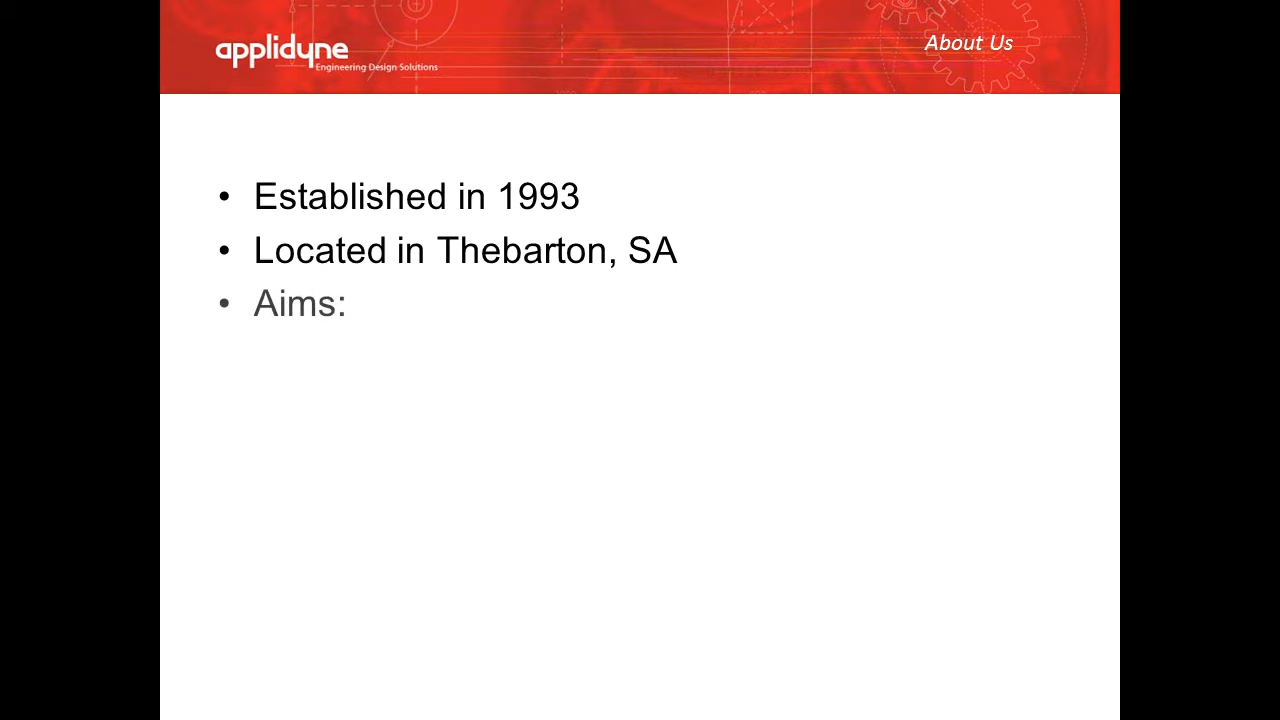 applidyne
Engineering Design Solutions
About Us
• Established in 1993
• Located in Thebarton, SA
• Aims: